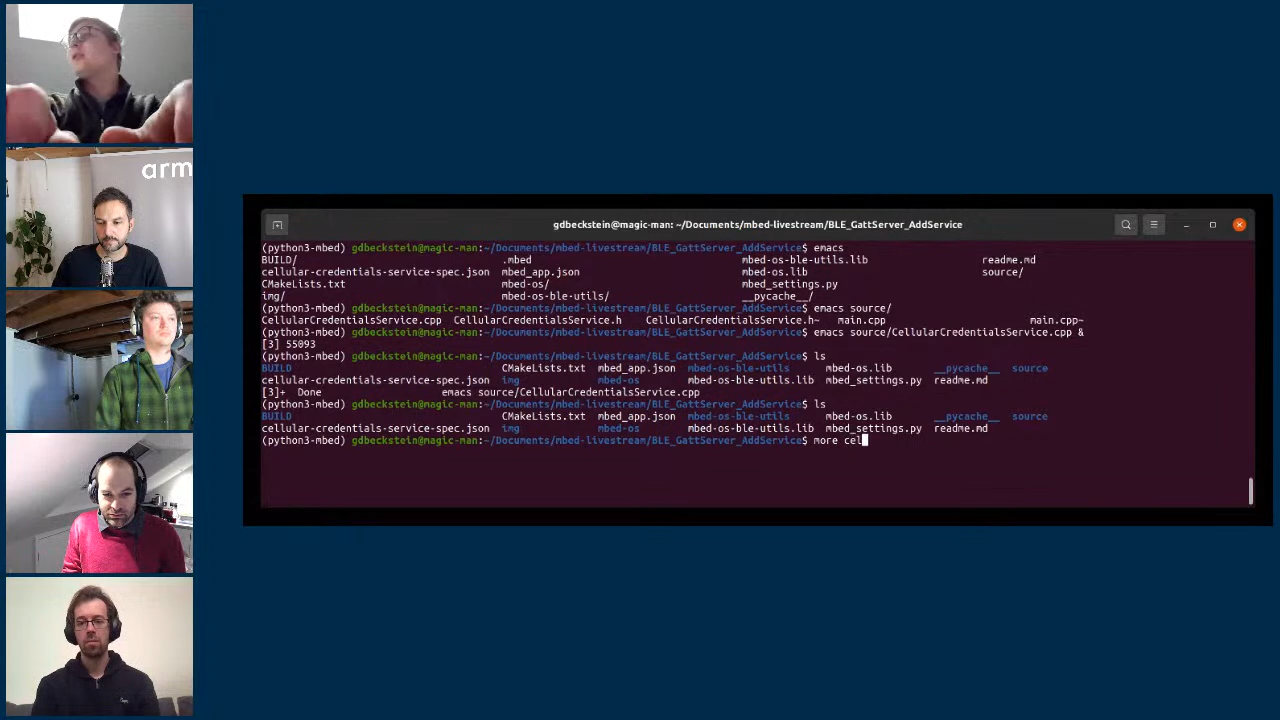 arm
gdbeckstein@magic-man: ~/Documents/mbed-livestream/BLE_GattServer_AddService
(python3-mbed) gdbeckstein@magic-man:~/Documents/mbed-livestream/BLE_GattServer_AddService$ emacs
BUILD/ .mbed mbed-os-ble-utils.lib readme.md
cellular-credentials-service-spec.json mbed_app.json mbed-os.lib source/
CMakeLists.txt mbed-os/ mbed_settings.py
img/ mbed-os-ble-utils/ __pycache__/
(python3-mbed) gdbeckstein@magic-man:~/Documents/mbed-livestream/BLE_GattServer_AddService$ emacs source/
CellularCredentialsService.cpp CellularCredentialsService.h CellularCredentialsService.h~ main.cpp main.cpp~
(python3-mbed) gdbeckstein@magic-man:~/Documents/mbed-livestream/BLE_GattServer_AddService$ emacs source/CellularCredentialsService.cpp &
[3] 55093
(python3-mbed) gdbeckstein@magic-man:~/Documents/mbed-livestream/BLE_GattServer_AddService$ ls
BUILD CMakeLists.txt mbed_app.json mbed-os-ble-utils mbed-os.lib __pycache__ source
cellular-credentials-service-spec.json img mbed-os mbed-os-ble-utils.lib mbed_settings.py readme.md
[3]+ Done emacs source/CellularCredentialsService.cpp
(python3-mbed) gdbeckstein@magic-man:~/Documents/mbed-livestream/BLE_GattServer_AddService$ ls
BUILD CMakeLists.txt mbed_app.json mbed-os-ble-utils mbed-os.lib __pycache__ source
cellular-credentials-service-spec.json img mbed-os mbed-os-ble-utils.lib mbed_settings.py readme.md
(python3-mbed) gdbeckstein@magic-man:~/Documents/mbed-livestream/BLE_GattServer_AddService$ more cel